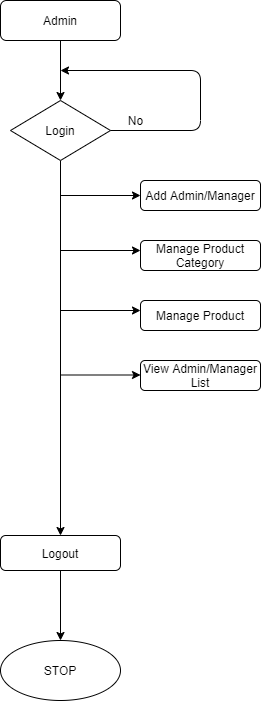 Admin
No
Login
Add Admin/Manager
Manage Product
Category
Manage Product
View Admin/Manager
List
Logout
STOP